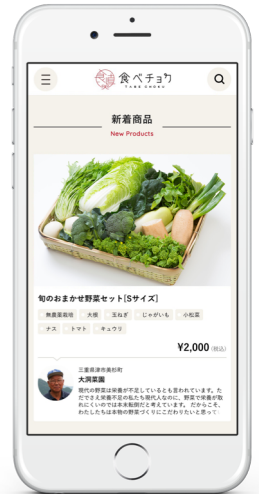 食べチョク
TABE CHOKU
新着商品
New Products
旬のおまかせ野菜セット[Sサイズ]
無農薬栽培 大根 玉ねぎ じゃがいも 小松菜
ナス トマト キュウリ
¥2,000 (税込)
三重県津市美杉町
大洞菜園
現代の野菜は栄養が不足しているとも言われています。た
だでさえ栄養不足の私たち現代人なのに、野菜で栄養が取
れにくいのでは本末転倒だと考えています。 だからこそ、
わたしたちは本物の野菜づくりにこだわりたいと思って